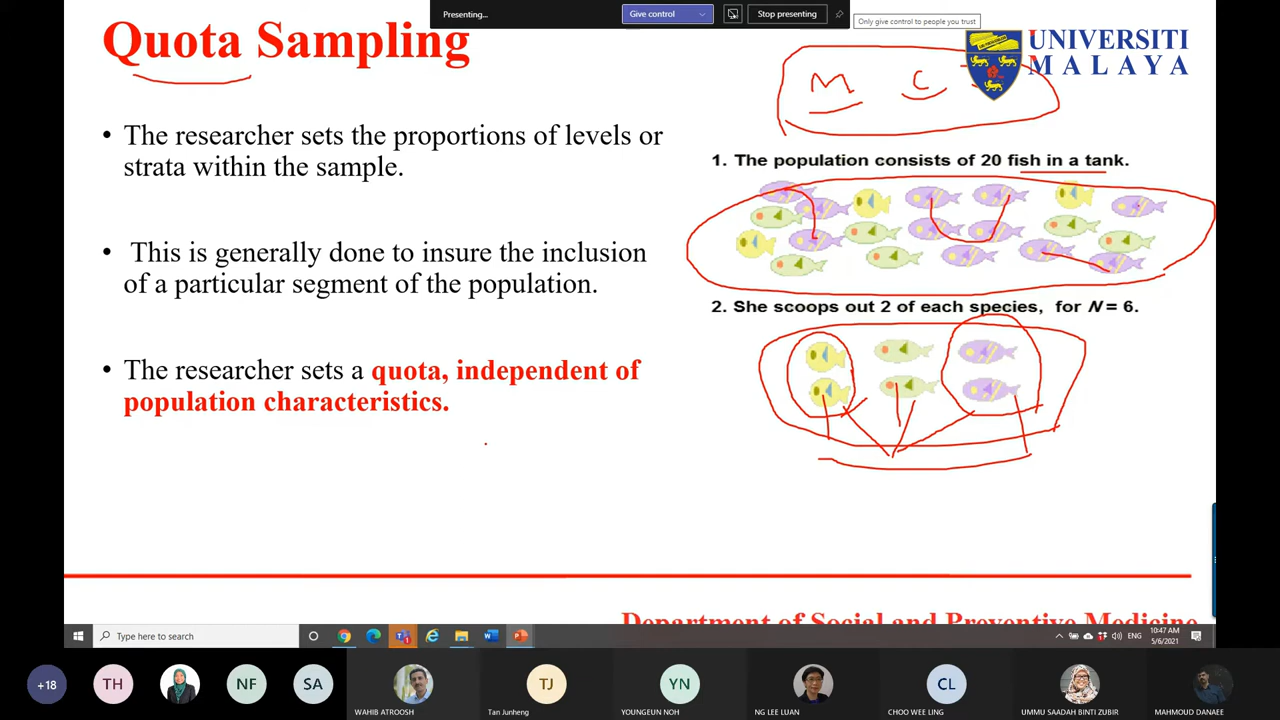 Presenting...
Give control
Stop presenting
Only give control to people you trust
Quota Sampling
UNIVERSITI
MALAYA
M C
• The researcher sets the proportions of levels or
strata within the sample.
• This is generally done to insure the inclusion
of a particular segment of the population.
• The researcher sets a quota, independent of
population characteristics.
1. The population consists of 20 fish in a tank.
2. She scoops out 2 of each species, for N = 6.
Department of Social and Preventive Medicine
Type here to search
ENG
10:47 AM
5/6/2021
+18
TH
NF
SA
WAHIB ATROOSH
TJ
Tan Junheng
YN
YOUNGEUN NOH
NG LEE LUAN
CL
CHOO WEE LING
UMMU SAADAH BINTI ZUBIR
MAHMOUD DANAEE